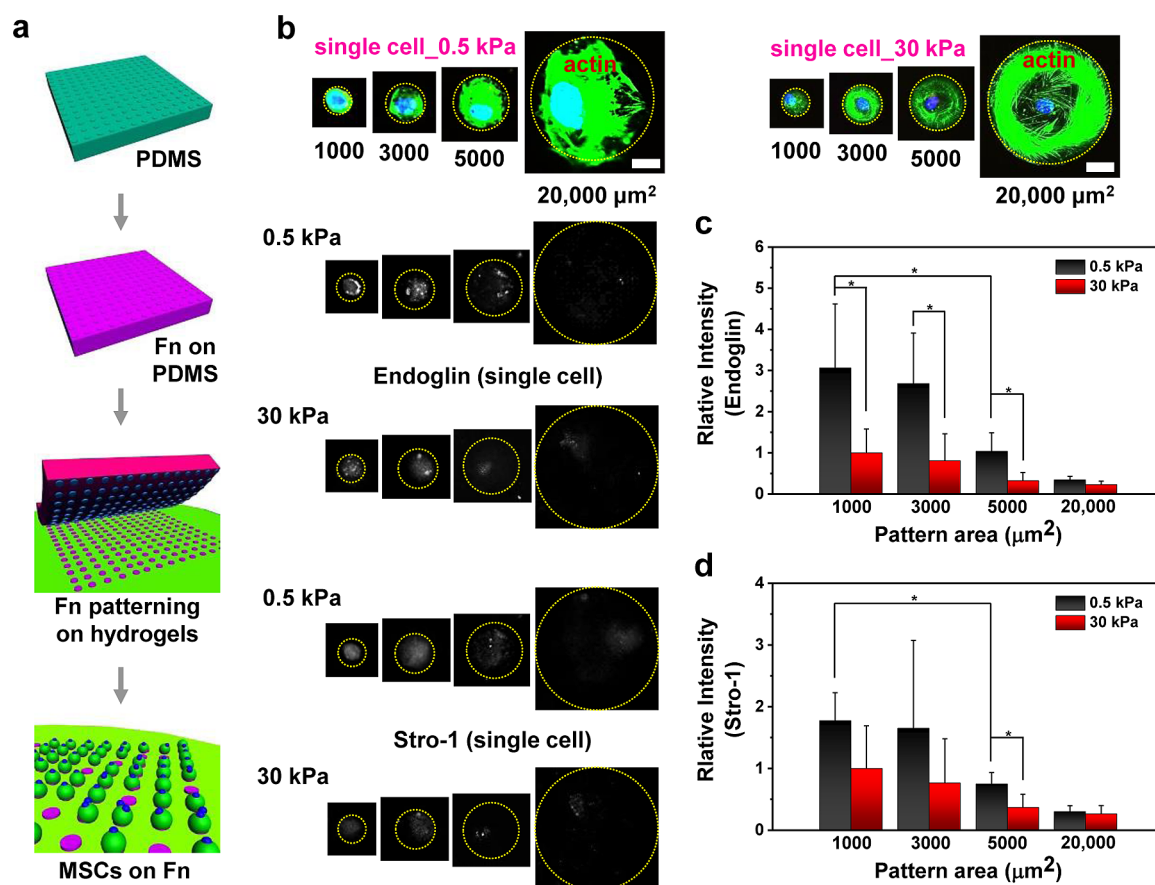 a
PDMS
Fn on
PDMS
Fn patterning
on hydrogels
MSCs on Fn
b
single cell_0.5 kPa
actin
1000
3000
5000
20,000 µm²
single cell_30 kPa
actin
1000
3000
5000
20,000 µm²
0.5 kPa
Endoglin (single cell)
30 kPa
0.5 kPa
Stro-1 (single cell)
30 kPa
c
Rlative Intensity
(Endoglin)
6
5
4
3
2
1
0
0.5 kPa
30 kPa
*
*
*
*
1000
3000
5000
20,000
Pattern area (µm²)
d
Rlative Intensity
(Stro-1)
4
3
2
1
0
0.5 kPa
30 kPa
*
*
1000
3000
5000
20,000
Pattern area (µm²)